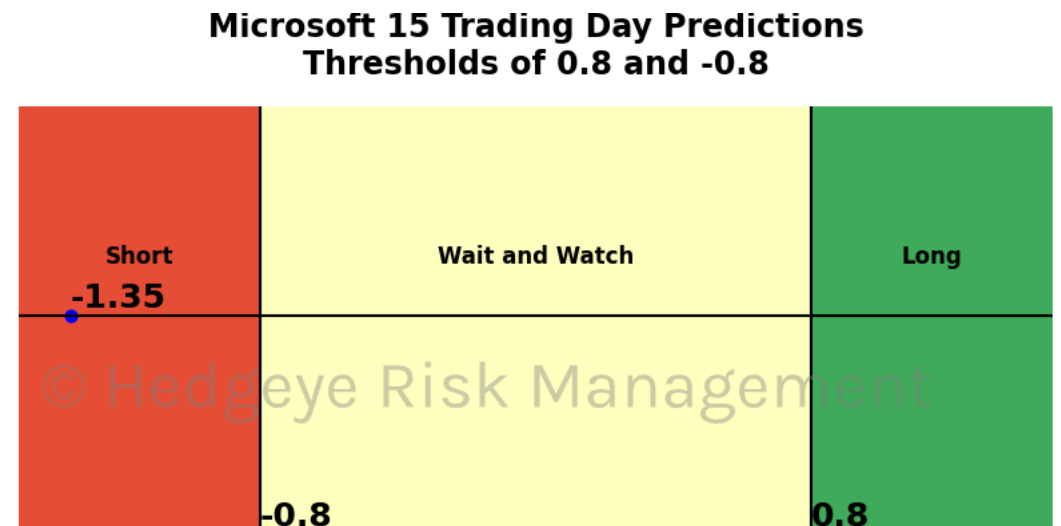 Microsoft 15 Trading Day Predictions
Thresholds of 0.8 and -0.8
Short Wait and Watch Long
-1.35
© Hedgeye Risk Management
-0.8 0.8